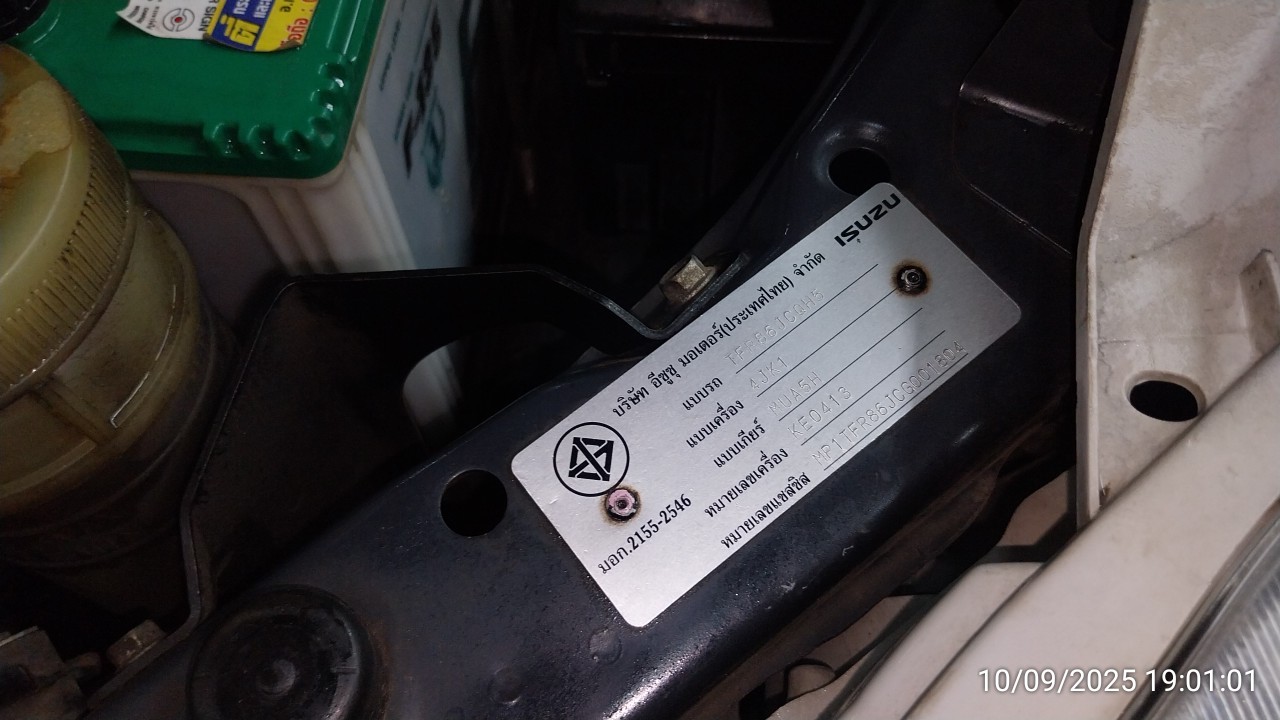 SIGN
ISUZU
บริษัท อีซูซุ มอเตอร์(ประเทศไทย) จำกัด
แบบรถ TFR86JCQH5
แบบเครื่อง 4JK1
แบบเกียร์ MUA5H
หมายเลขเครื่อง KE0413
หมายเลขแชสซิส
มอก.2155-2546
10/09/2025 19:01:01